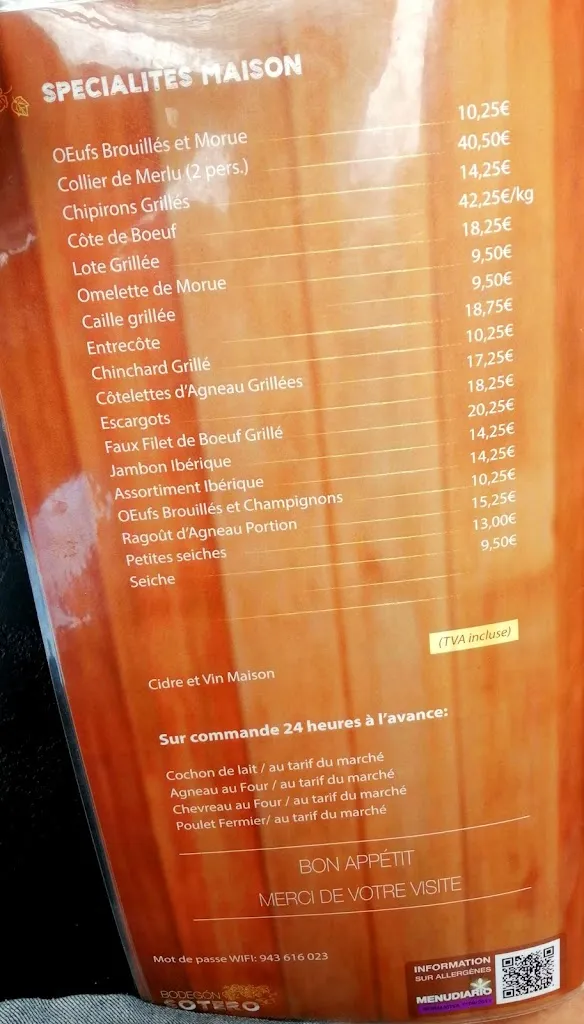 SPECIALITES MAISON
OEufs Brouillés et Morue 10,25€
Collier de Merlu (2 pers.) 40,50€
Chipirons Grillés 14,25€
Côte de Boeuf 42,25€/kg
Lote Grillée 18,25€
Omelette de Morue 9,50€
Caille grillée 9,50€
Entrecôte 18,75€
Chinchard Grillé 10,25€
Côtelettes d'Agneau Grillées 17,25€
Escargots 18,25€
Faux Filet de Boeuf Grillé 20,25€
Jambon Ibérique 14,25€
Assortiment Ibérique 14,25€
OEufs Brouillés et Champignons 10,25€
Ragoût d'Agneau Portion 15,25€
Petites seiches 13,00€
Seiche 9,50€
(TVA incluse)
Cidre et Vin Maison
Sur commande 24 heures à l'avance:
Cochon de lait / au tarif du marché
Agneau au Four / au tarif du marché
Chevreau au Four / au tarif du marché
Poulet Fermier/ au tarif du marché
BON APPÉTIT
MERCI DE VOTRE VISITE
Mot de passe WIFI: 943 616 023
BODEGÓN
SOTERO
INFORMATION
SUR ALLERGÈNES
MENUDIARIO